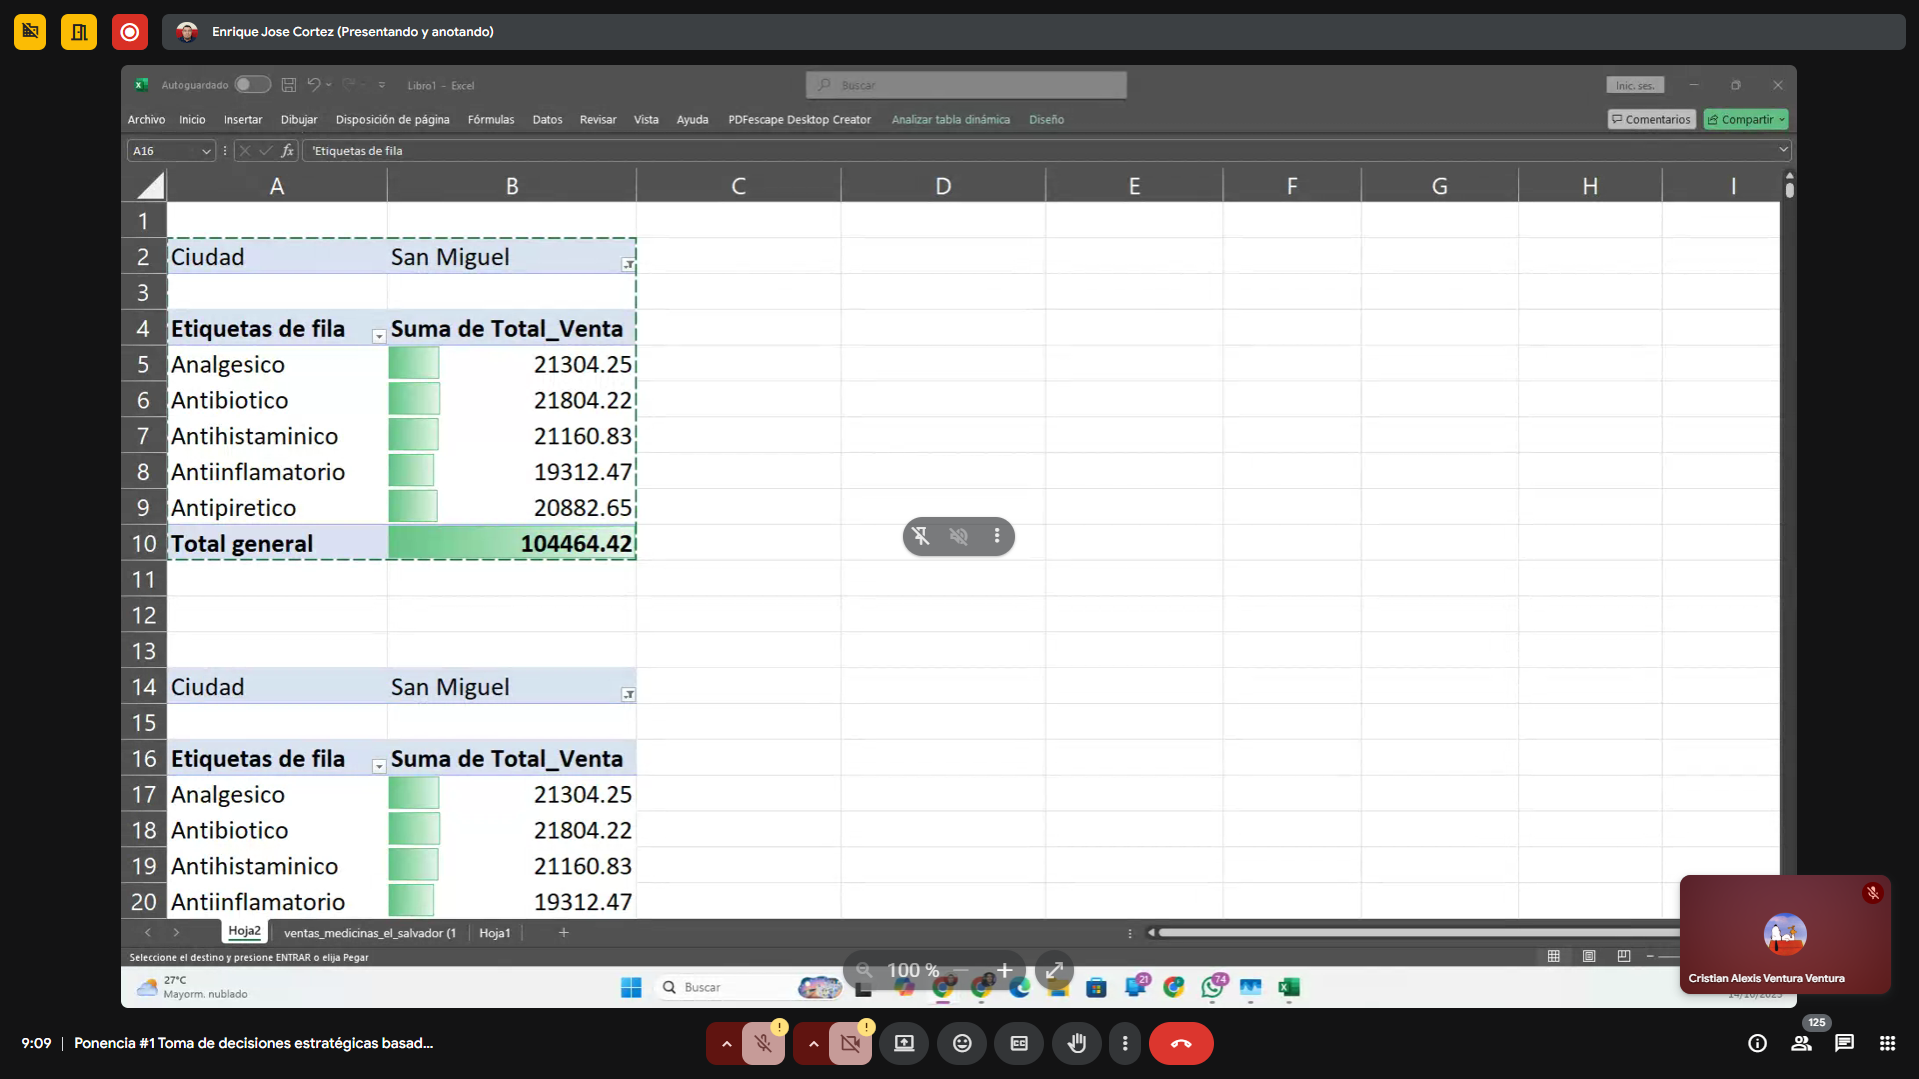 Enrique Jose Cortez (Presentando y anotando)
Autoguardado
Libro1 - Excel
Buscar
Inic. ses.
Archivo Inicio Insertar Dibujar Disposición de página Fórmulas Datos Revisar Vista Ayuda PDFescape Desktop Creator Analizar tabla dinámica Diseño
Comentarios Compartir
A16 fx 'Etiquetas de fila
A B C D E F G H I
1
2 Ciudad San Miguel
3
4 Etiquetas de fila Suma de Total_Venta
5 Analgesico 21304.25
6 Antibiotico 21804.22
7 Antihistaminico 21160.83
8 Antiinflamatorio 19312.47
9 Antipiretico 20882.65
10 Total general 104464.42
11
12
13
14 Ciudad San Miguel
15
16 Etiquetas de fila Suma de Total_Venta
17 Analgesico 21304.25
18 Antibiotico 21804.22
19 Antihistaminico 21160.83
20 Antiinflamatorio 19312.47
Hoja2 ventas_medicinas_el_salvador (1 Hoja1
Seleccione el destino y presione ENTRAR o elija Pegar
100 %
27°C
Mayorm. nublado
Buscar
21
74
Cristian Alexis Ventura Ventura
9:09 Ponencia #1 Toma de decisiones estratégicas basad...
CC
125